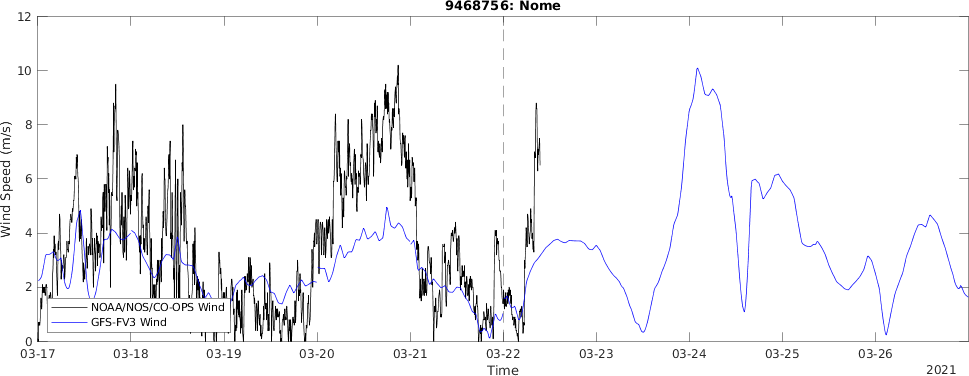 9468756: Nome
12
10
8
6
4
2
0
Wind Speed (m/s)
NOAA/NOS/CO-OPS Wind
GFS-FV3 Wind
03-17 03-18 03-19 03-20 03-21 03-22 03-23 03-24 03-25 03-26
Time
2021